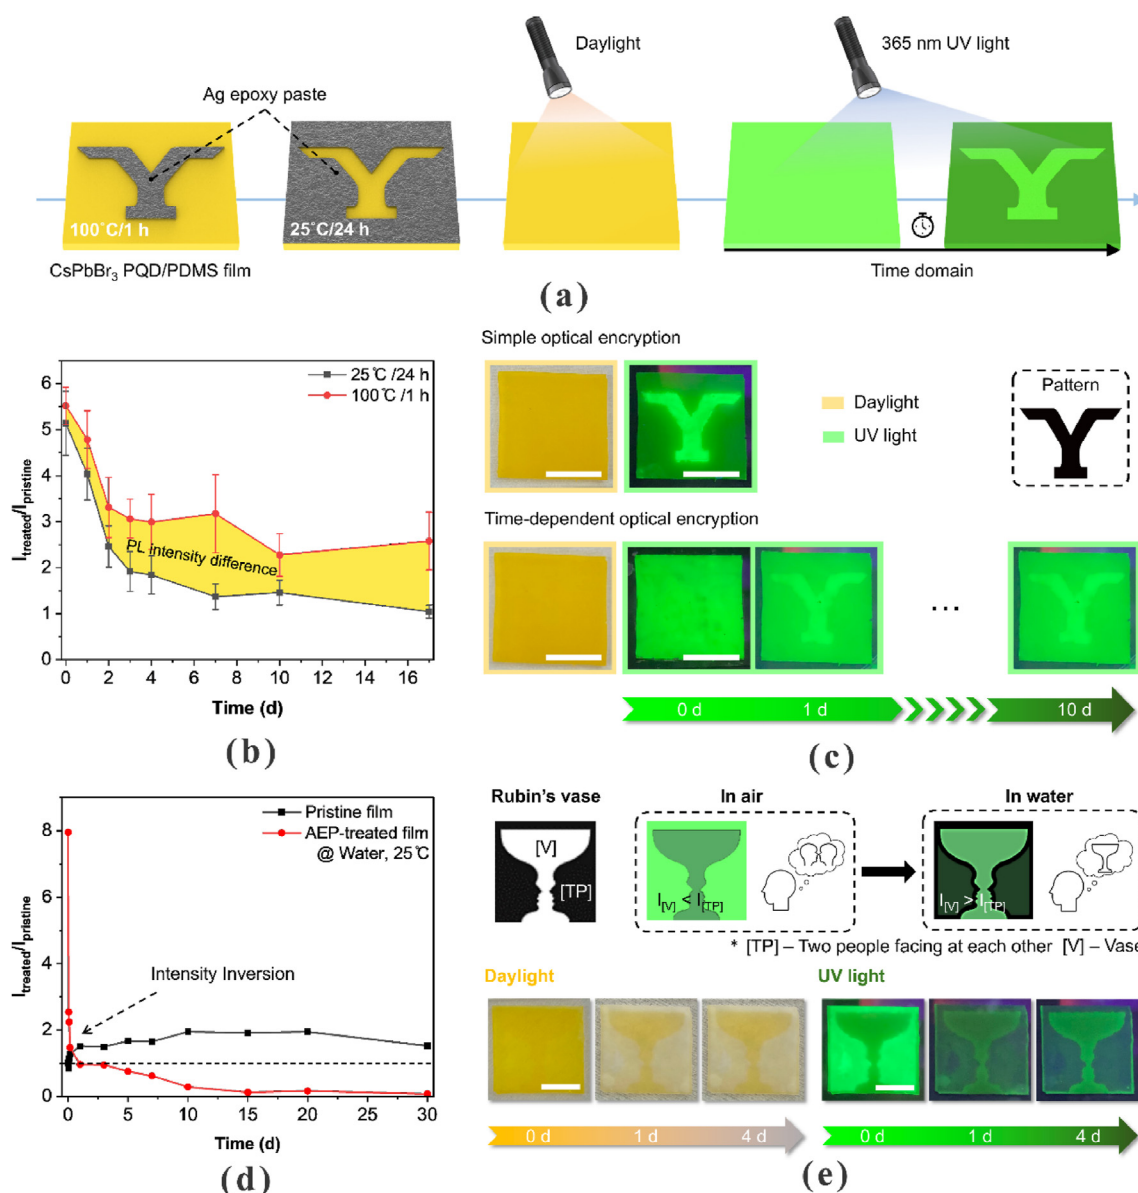 Daylight
365 nm UV light
Ag epoxy paste
100°C/1 h
25°C/24 h
CsPbBr₃ PQD/PDMS film
Time domain
(a)
I_treated/I_pristine
6
5
4
3
2
1
0
25℃/24 h
100℃/1 h
PL intensity difference
0 2 4 6 8 10 12 14 16
Time (d)
(b)
Simple optical encryption
Daylight
UV light
Pattern
Time-dependent optical encryption
...
0 d 1 d 10 d
(c)
I_treated/I_pristine
8
6
4
2
0
Pristine film
AEP-treated film
@ Water, 25℃
Intensity Inversion
0 5 10 15 20 25 30
Time (d)
(d)
Rubin's vase In air In water
[V]
[TP]
I[V] < I[TP]
I[V] > I[TP]
* [TP] – Two people facing at each other [V] – Vase
Daylight
UV light
0 d 1 d 4 d
0 d 1 d 4 d
(e)